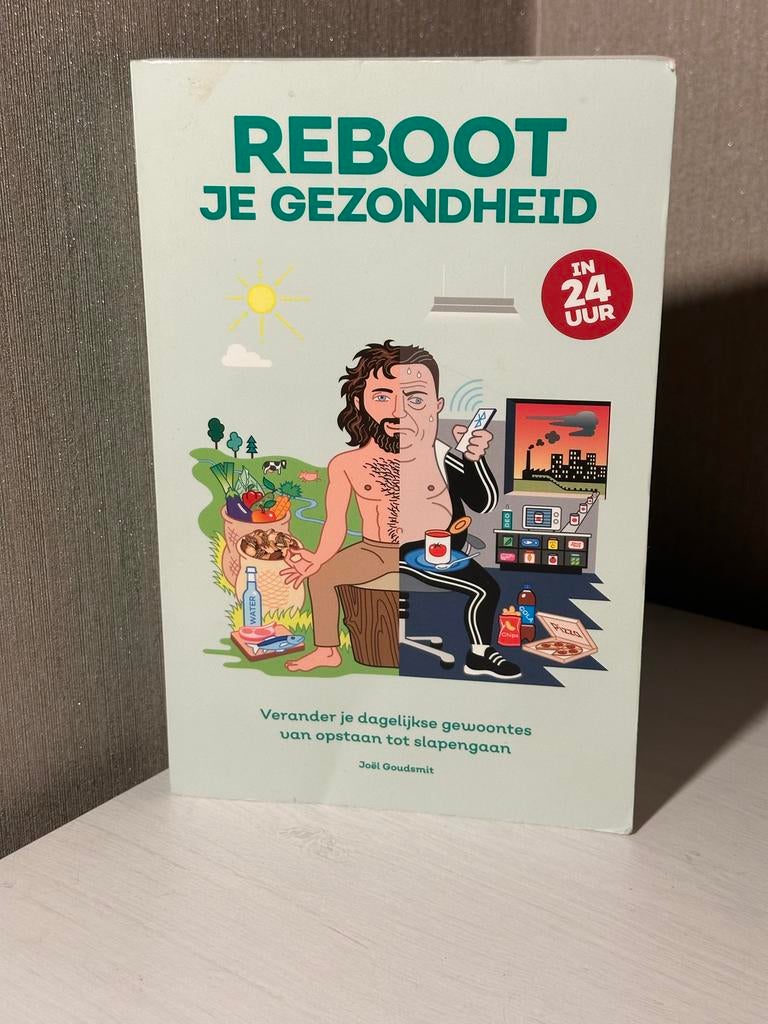 REBOOT
JE GEZONDHEID
IN
24
UUR
DEO
WATER
COLA
Chips
Pizza
Verander je dagelijkse gewoontes
van opstaan tot slapengaan
Joël Goudsmit